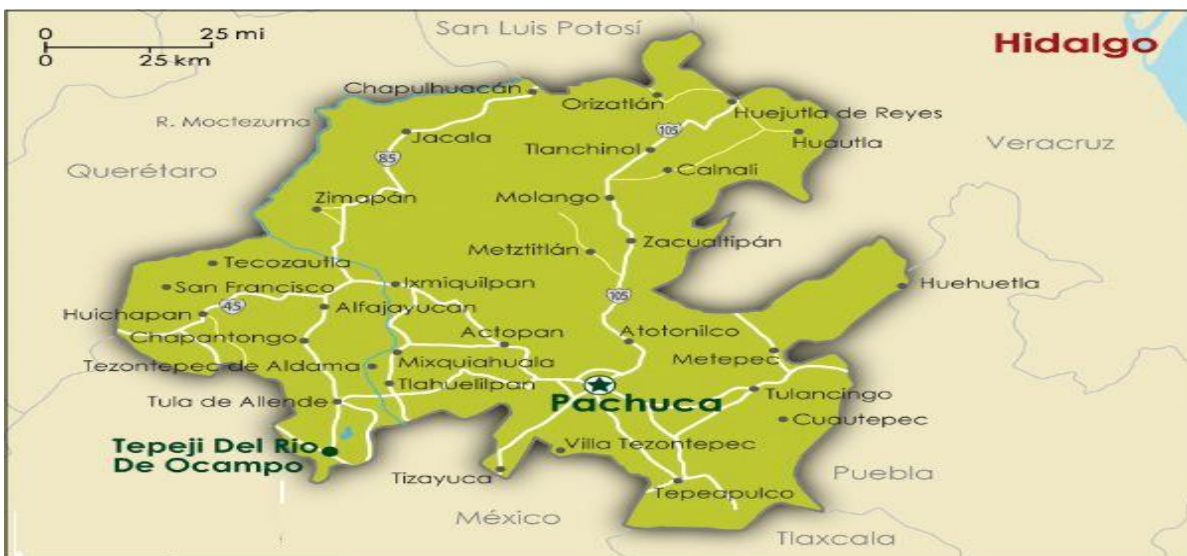 0 25 mi
0 25 km
San Luis Potosí
Hidalgo
Chapulhuacán
Orizatlán
Huejutla de Reyes
R. Moctezuma
Jacala
105
Huautla
Tlanchinol
Veracruz
85
Querétaro
Calnali
Zimapán
Molango
Metztitlán
Zacualtipán
Tecozautla
San Francisco
Ixmiquilpan
Huehuetla
105
45
Huichapan
Alfajayucan
Chapantongo
Actopan
Atotonilco
Metepec
Tezontepec de Aldama
Mixquiahuala
Tlahuelilpan
Tulancingo
Tula de Allende
Pachuca
Cuautepec
Tepeji Del Rio
De Ocampo
Villa Tezontepec
Tizayuca
Puebla
Tepeapulco
México
Tlaxcala